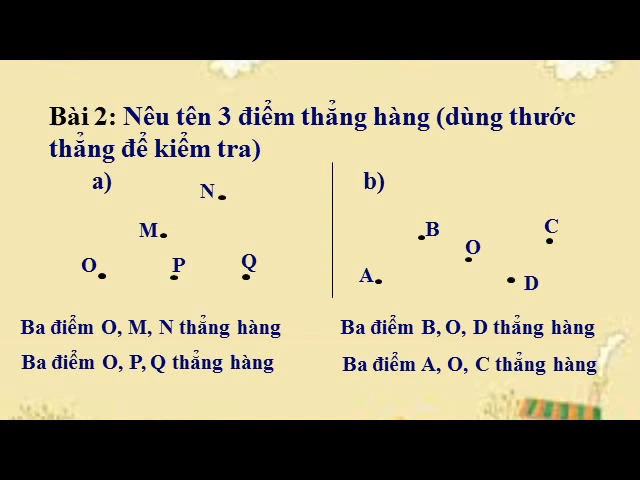 Bài 2: Nêu tên 3 điểm thẳng hàng (dùng thước
thẳng để kiểm tra)
a)
N
M
O
P
Q
Ba điểm O, M, N thẳng hàng
Ba điểm O, P, Q thẳng hàng
b)
B
C
O
A
D
Ba điểm B, O, D thẳng hàng
Ba điểm A, O, C thẳng hàng